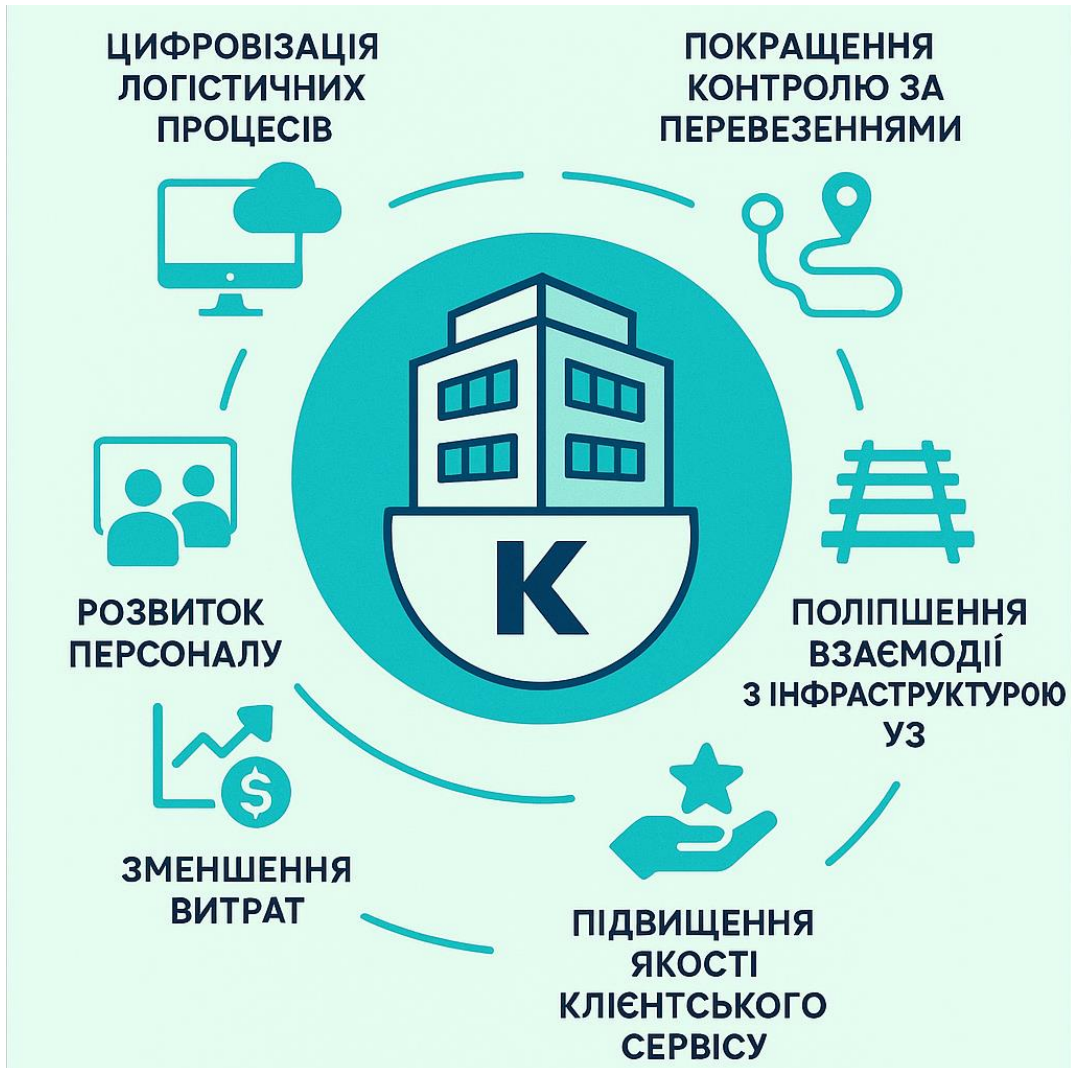 ЦИФРОВІЗАЦІЯ
ЛОГІСТИЧНИХ
ПРОЦЕСІВ
ПОКРАЩЕННЯ
КОНТРОЛЮ ЗА
ПЕРЕВЕЗЕННЯМИ
K
РОЗВИТОК
ПЕРСОНАЛУ
ПОЛІПШЕННЯ
ВЗАЄМОДІЇ
З ІНФРАСТРУКТУРОЮ
УЗ
$
ЗМЕНШЕННЯ
ВИТРАТ
ПІДВИЩЕННЯ
ЯКОСТІ
КЛІЄНТСЬКОГО
СЕРВІСУ